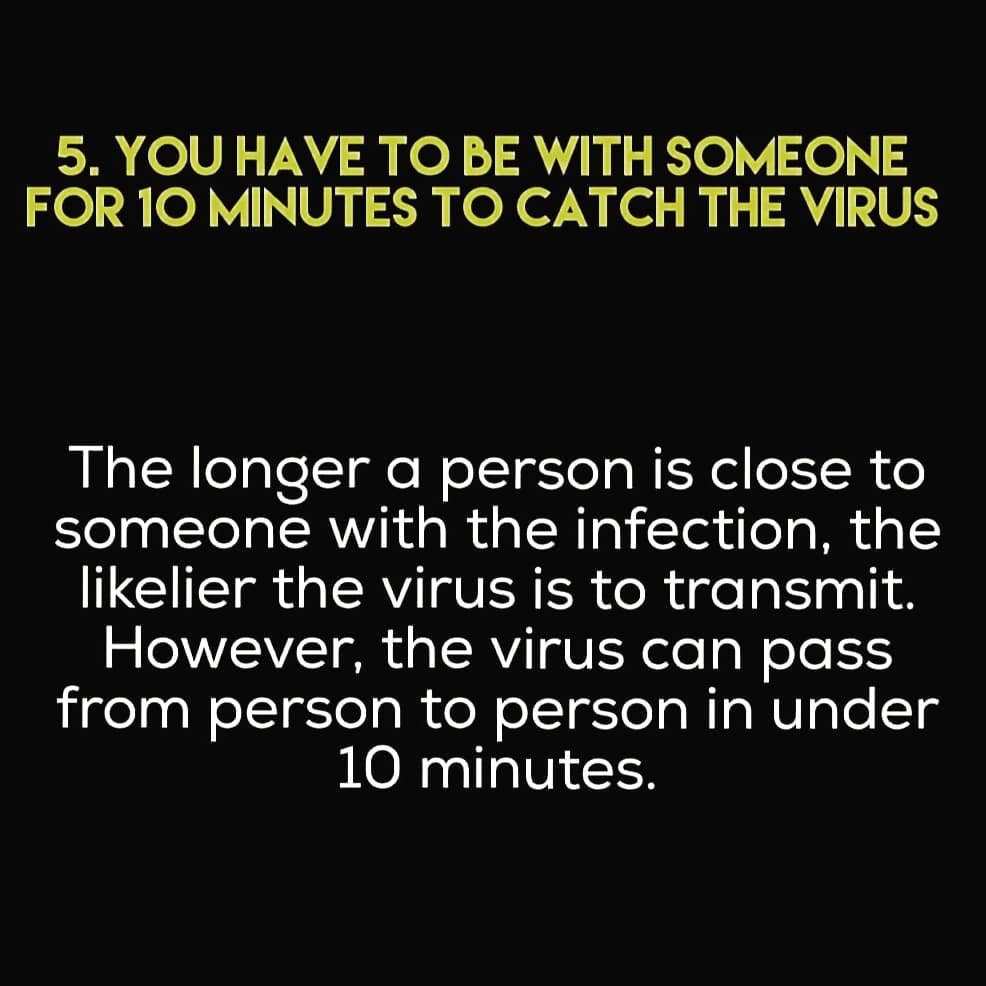 5. YOU HAVE TO BE WITH SOMEONE
FOR 10 MINUTES TO CATCH THE VIRUS
The longer a person is close to
someone with the infection, the
likelier the virus is to transmit.
However, the virus can pass
from person to person in under
10 minutes.